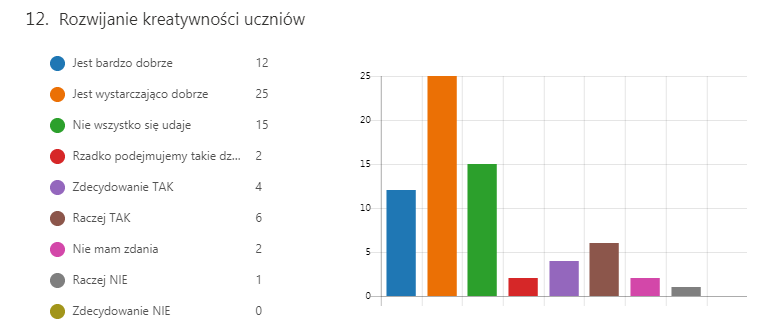 12. Rozwijanie kreatywności uczniów
Jest bardzo dobrze 12
Jest wystarczająco dobrze 25
Nie wszystko się udaje 15
Rzadko podejmujemy takie dz... 2
Zdecydowanie TAK 4
Raczej TAK 6
Nie mam zdania 2
Raczej NIE 1
Zdecydowanie NIE 0
25
20
15
10
5
0